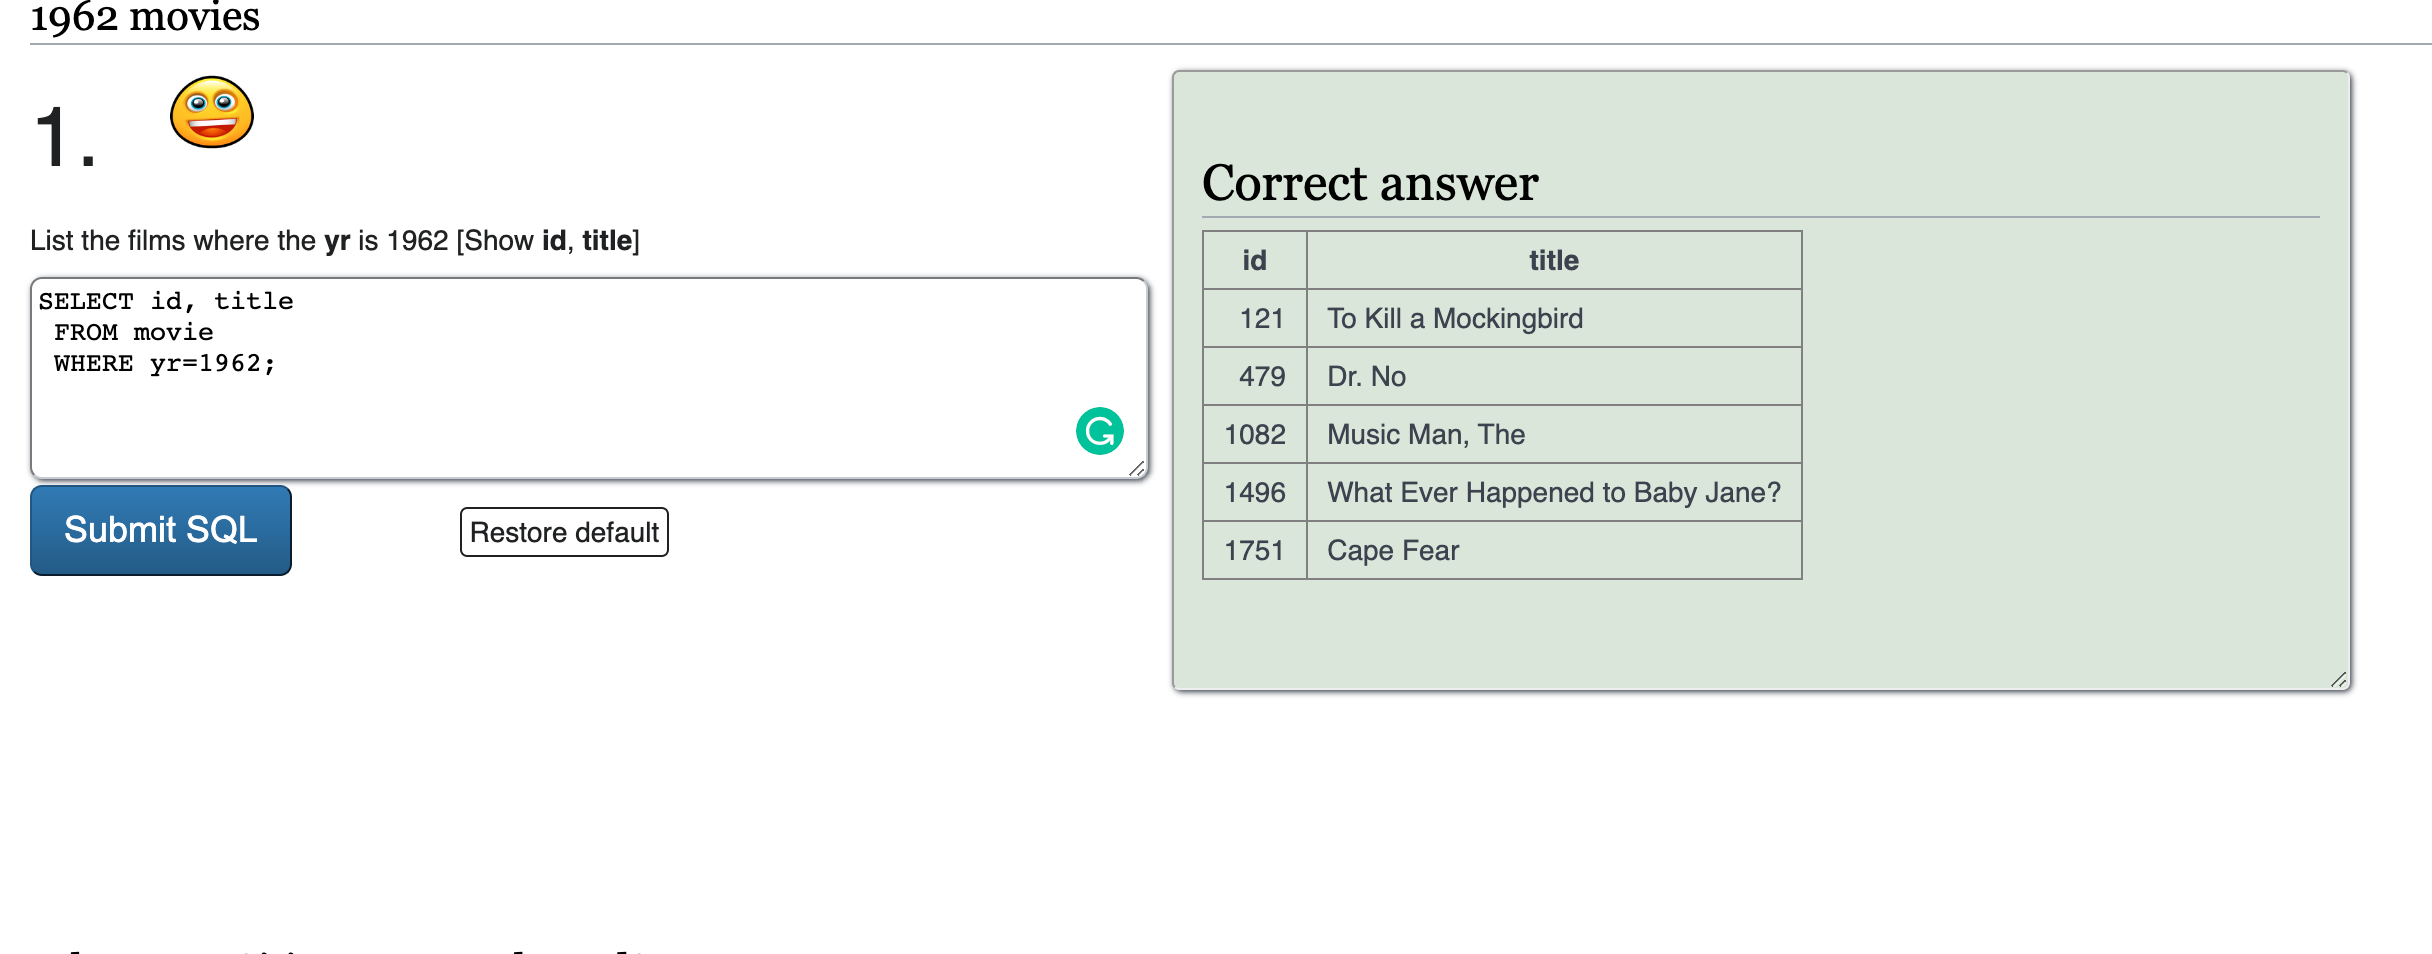 1962 movies
1.
List the films where the yr is 1962 [Show id, title]
SELECT id, title
FROM movie
WHERE yr=1962;
Submit SQL
Restore default
Correct answer
id title
121 To Kill a Mockingbird
479 Dr. No
1082 Music Man, The
1496 What Ever Happened to Baby Jane?
1751 Cape Fear